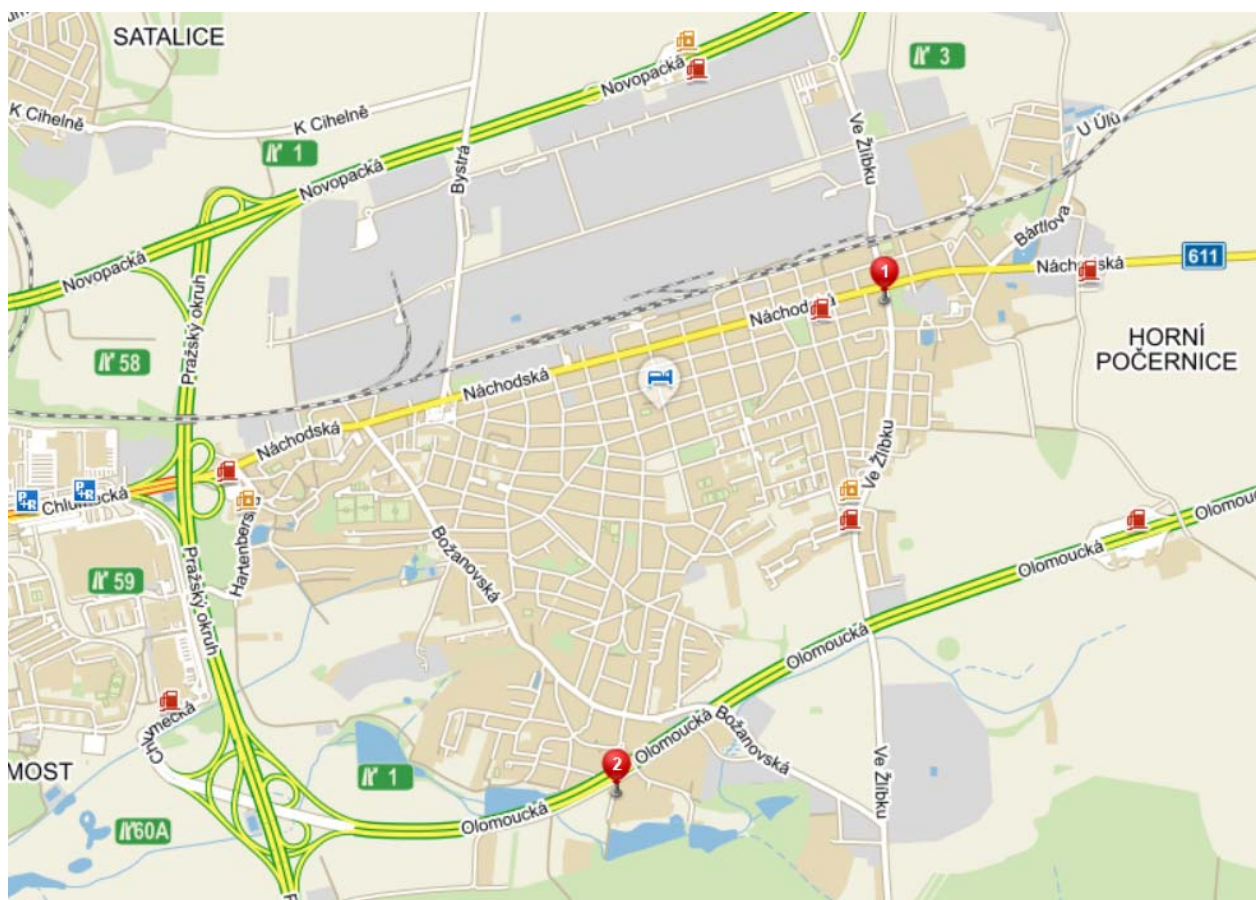 SATALICE
K Cihelně
K Cihelně
1
Novopacká
3
Novopacká
Bystrá
Ve Žlíbku
U Úlů
Bártlova
Novopacká
Pražský okruh
58
1
Náchodská
611
Náchodská
Náchodská
Náchodská
HORNÍ
POČERNICE
P+R
P+R
Chlumecká
Ve Žlíbku
Božanovská
Olomoucká
59
Pražský okruh
Olomoucká
Olomoucká
Chlumecká
Olomoucká
Božanovská
Ve Žlíbku
MOST
1
2
Olomoucká
60A